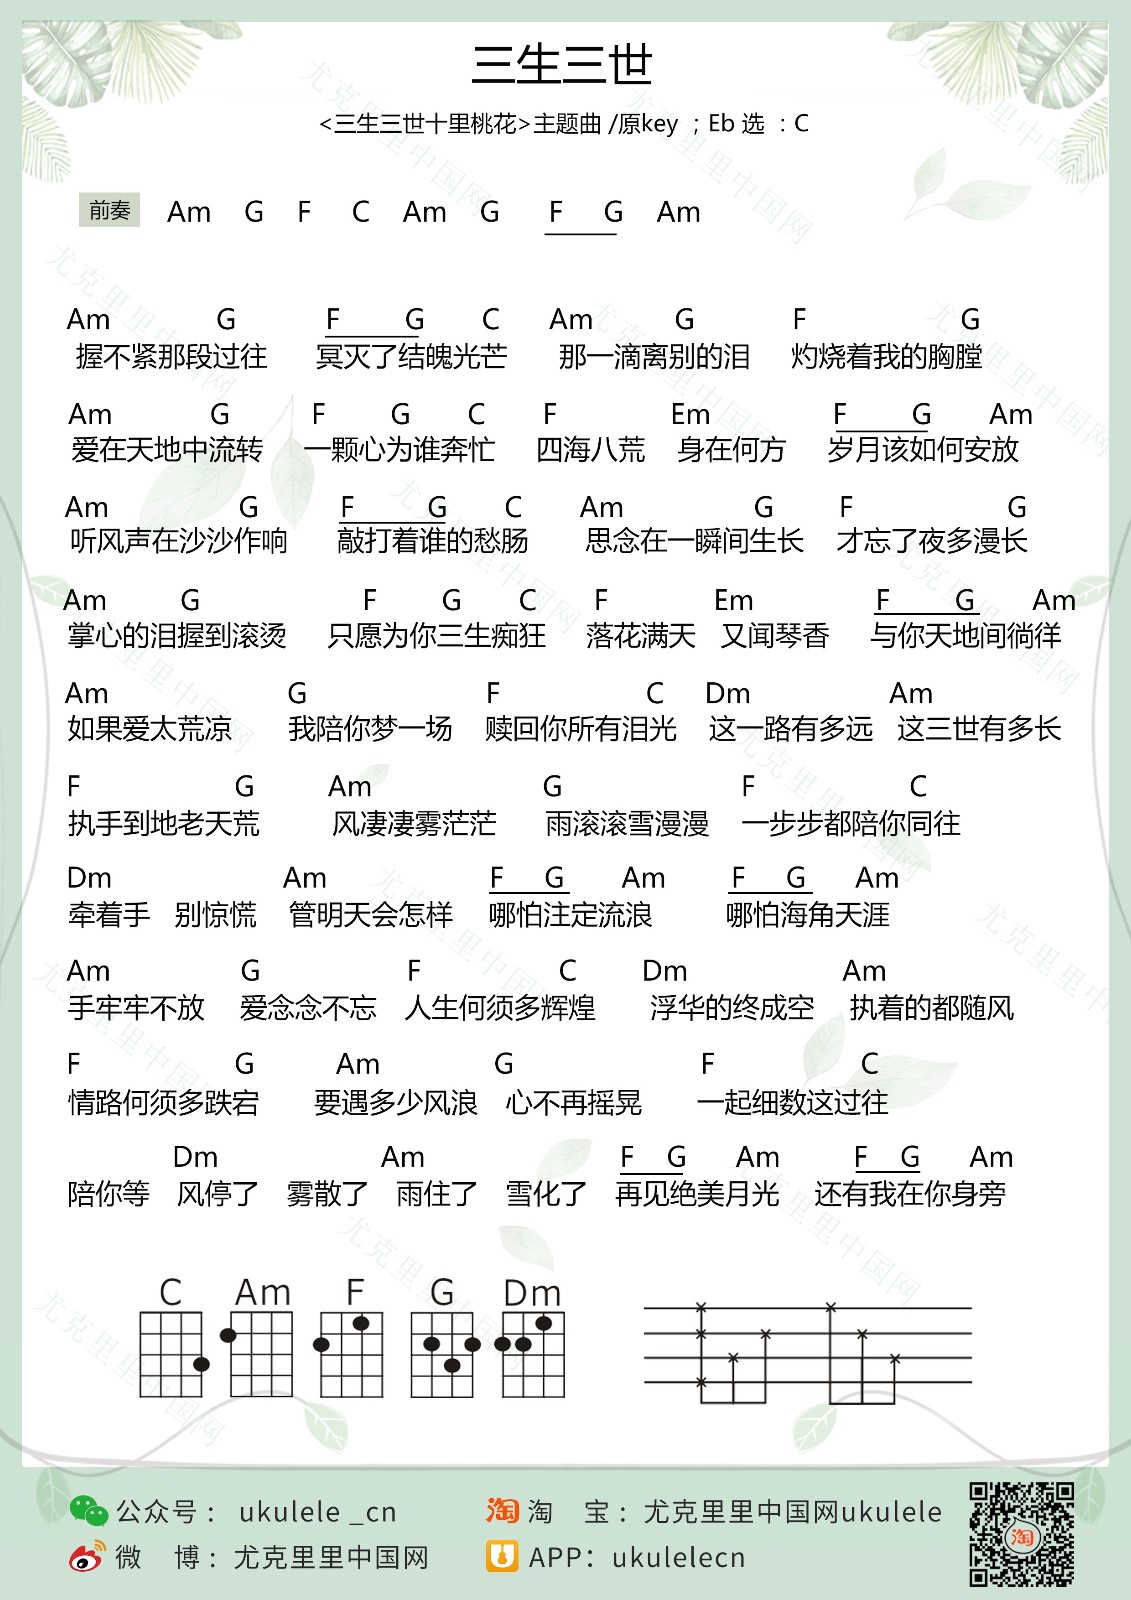 三生三世
<三生三世十里桃花>主题曲 /原key ；Eb 选 ：C
前奏 Am G F C Am G F G Am
Am G F G C Am G F G
握不紧那段过往 冥灭了结魄光芒 那一滴离别的泪 灼烧着我的胸膛
Am G F G C F Em F G Am
爱在天地中流转 一颗心为谁奔忙 四海八荒 身在何方 岁月该如何安放
Am G F G C Am G F G
听风声在沙沙作响 敲打着谁的愁肠 思念在一瞬间生长 才忘了夜多漫长
Am G F G C F Em F G Am
掌心的泪握到滚烫 只愿为你三生痴狂 落花满天 又闻琴香 与你天地间徜徉
Am G F C Dm Am
如果爱太荒凉 我陪你梦一场 赎回你所有泪光 这一路有多远 这三世有多长
F G Am G F C
执手到地老天荒 风凄凄雾茫茫 雨滚滚雪漫漫 一步步都陪你同往
Dm Am F G Am F G Am
牵着手 别惊慌 管明天会怎样 哪怕注定流浪 哪怕海角天涯
Am G F C Dm Am
手牢牢不放 爱念念不忘 人生何须多辉煌 浮华的终成空 执着的都随风
F G Am G F C
情路何须多跌宕 要遇多少风浪 心不再摇晃 一起细数这过往
Dm Am F G Am F G Am
陪你等 风停了 雾散了 雨住了 雪化了 再见绝美月光 还有我在你身旁
C Am F G Dm
公众号： ukulele _cn 淘 淘 宝：尤克里里中国网ukulele
微 博：尤克里里中国网 APP：ukulelecn
淘
尤克里里中国网